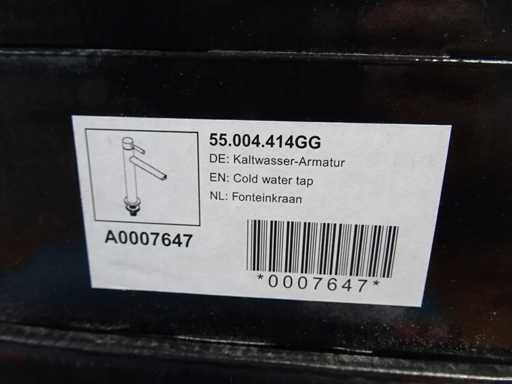 55.004.414GG
DE: Kaltwasser-Armatur
EN: Cold water tap
NL: Fonteinkraan
A0007647
*0007647*